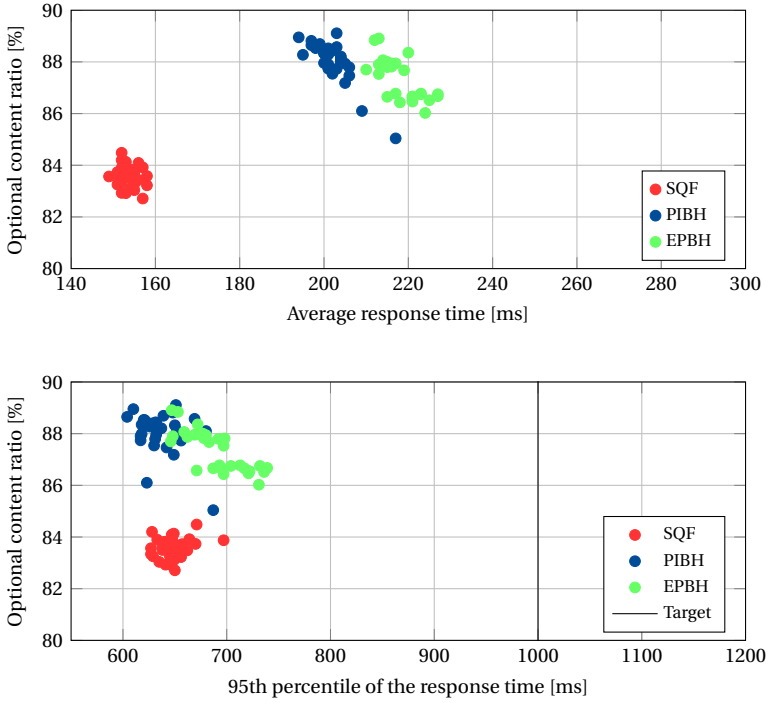 Optional content ratio [%]
90
88
86
84
82
80
140 160 180 200 220 240 260 280 300
Average response time [ms]
SQF
PIBH
EPBH
Optional content ratio [%]
90
88
86
84
82
80
600 700 800 900 1000 1100 1200
95th percentile of the response time [ms]
SQF
PIBH
EPBH
Target